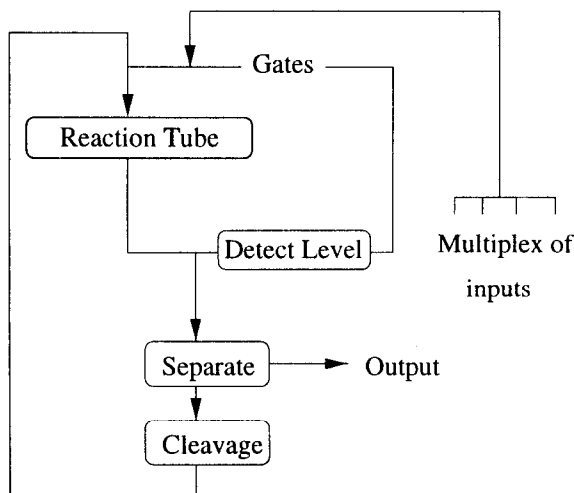 Gates
Reaction Tube
Detect Level
Multiplex of
inputs
Separate
Output
Cleavage